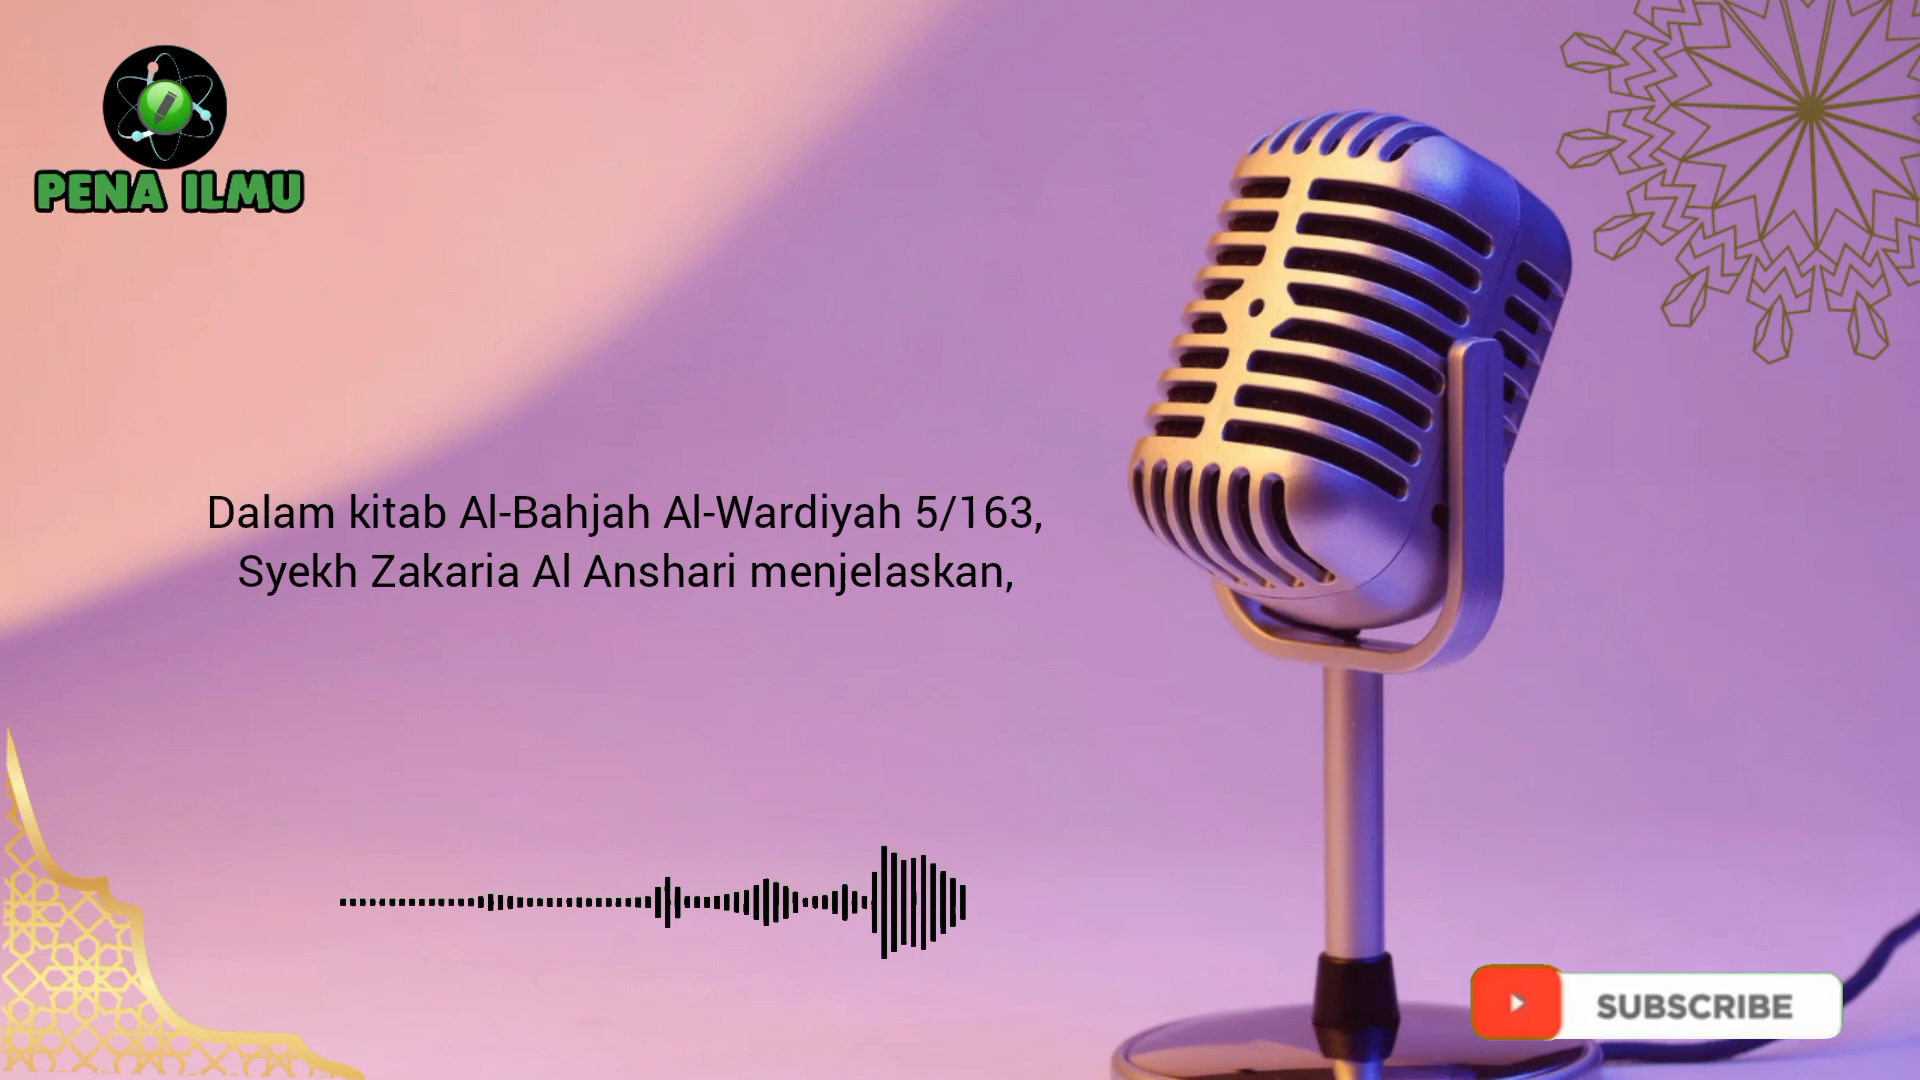 PENA ILMU
Dalam kitab Al-Bahjah Al-Wardiyah 5/163,
Syekh Zakaria Al Anshari menjelaskan,
SUBSCRIBE